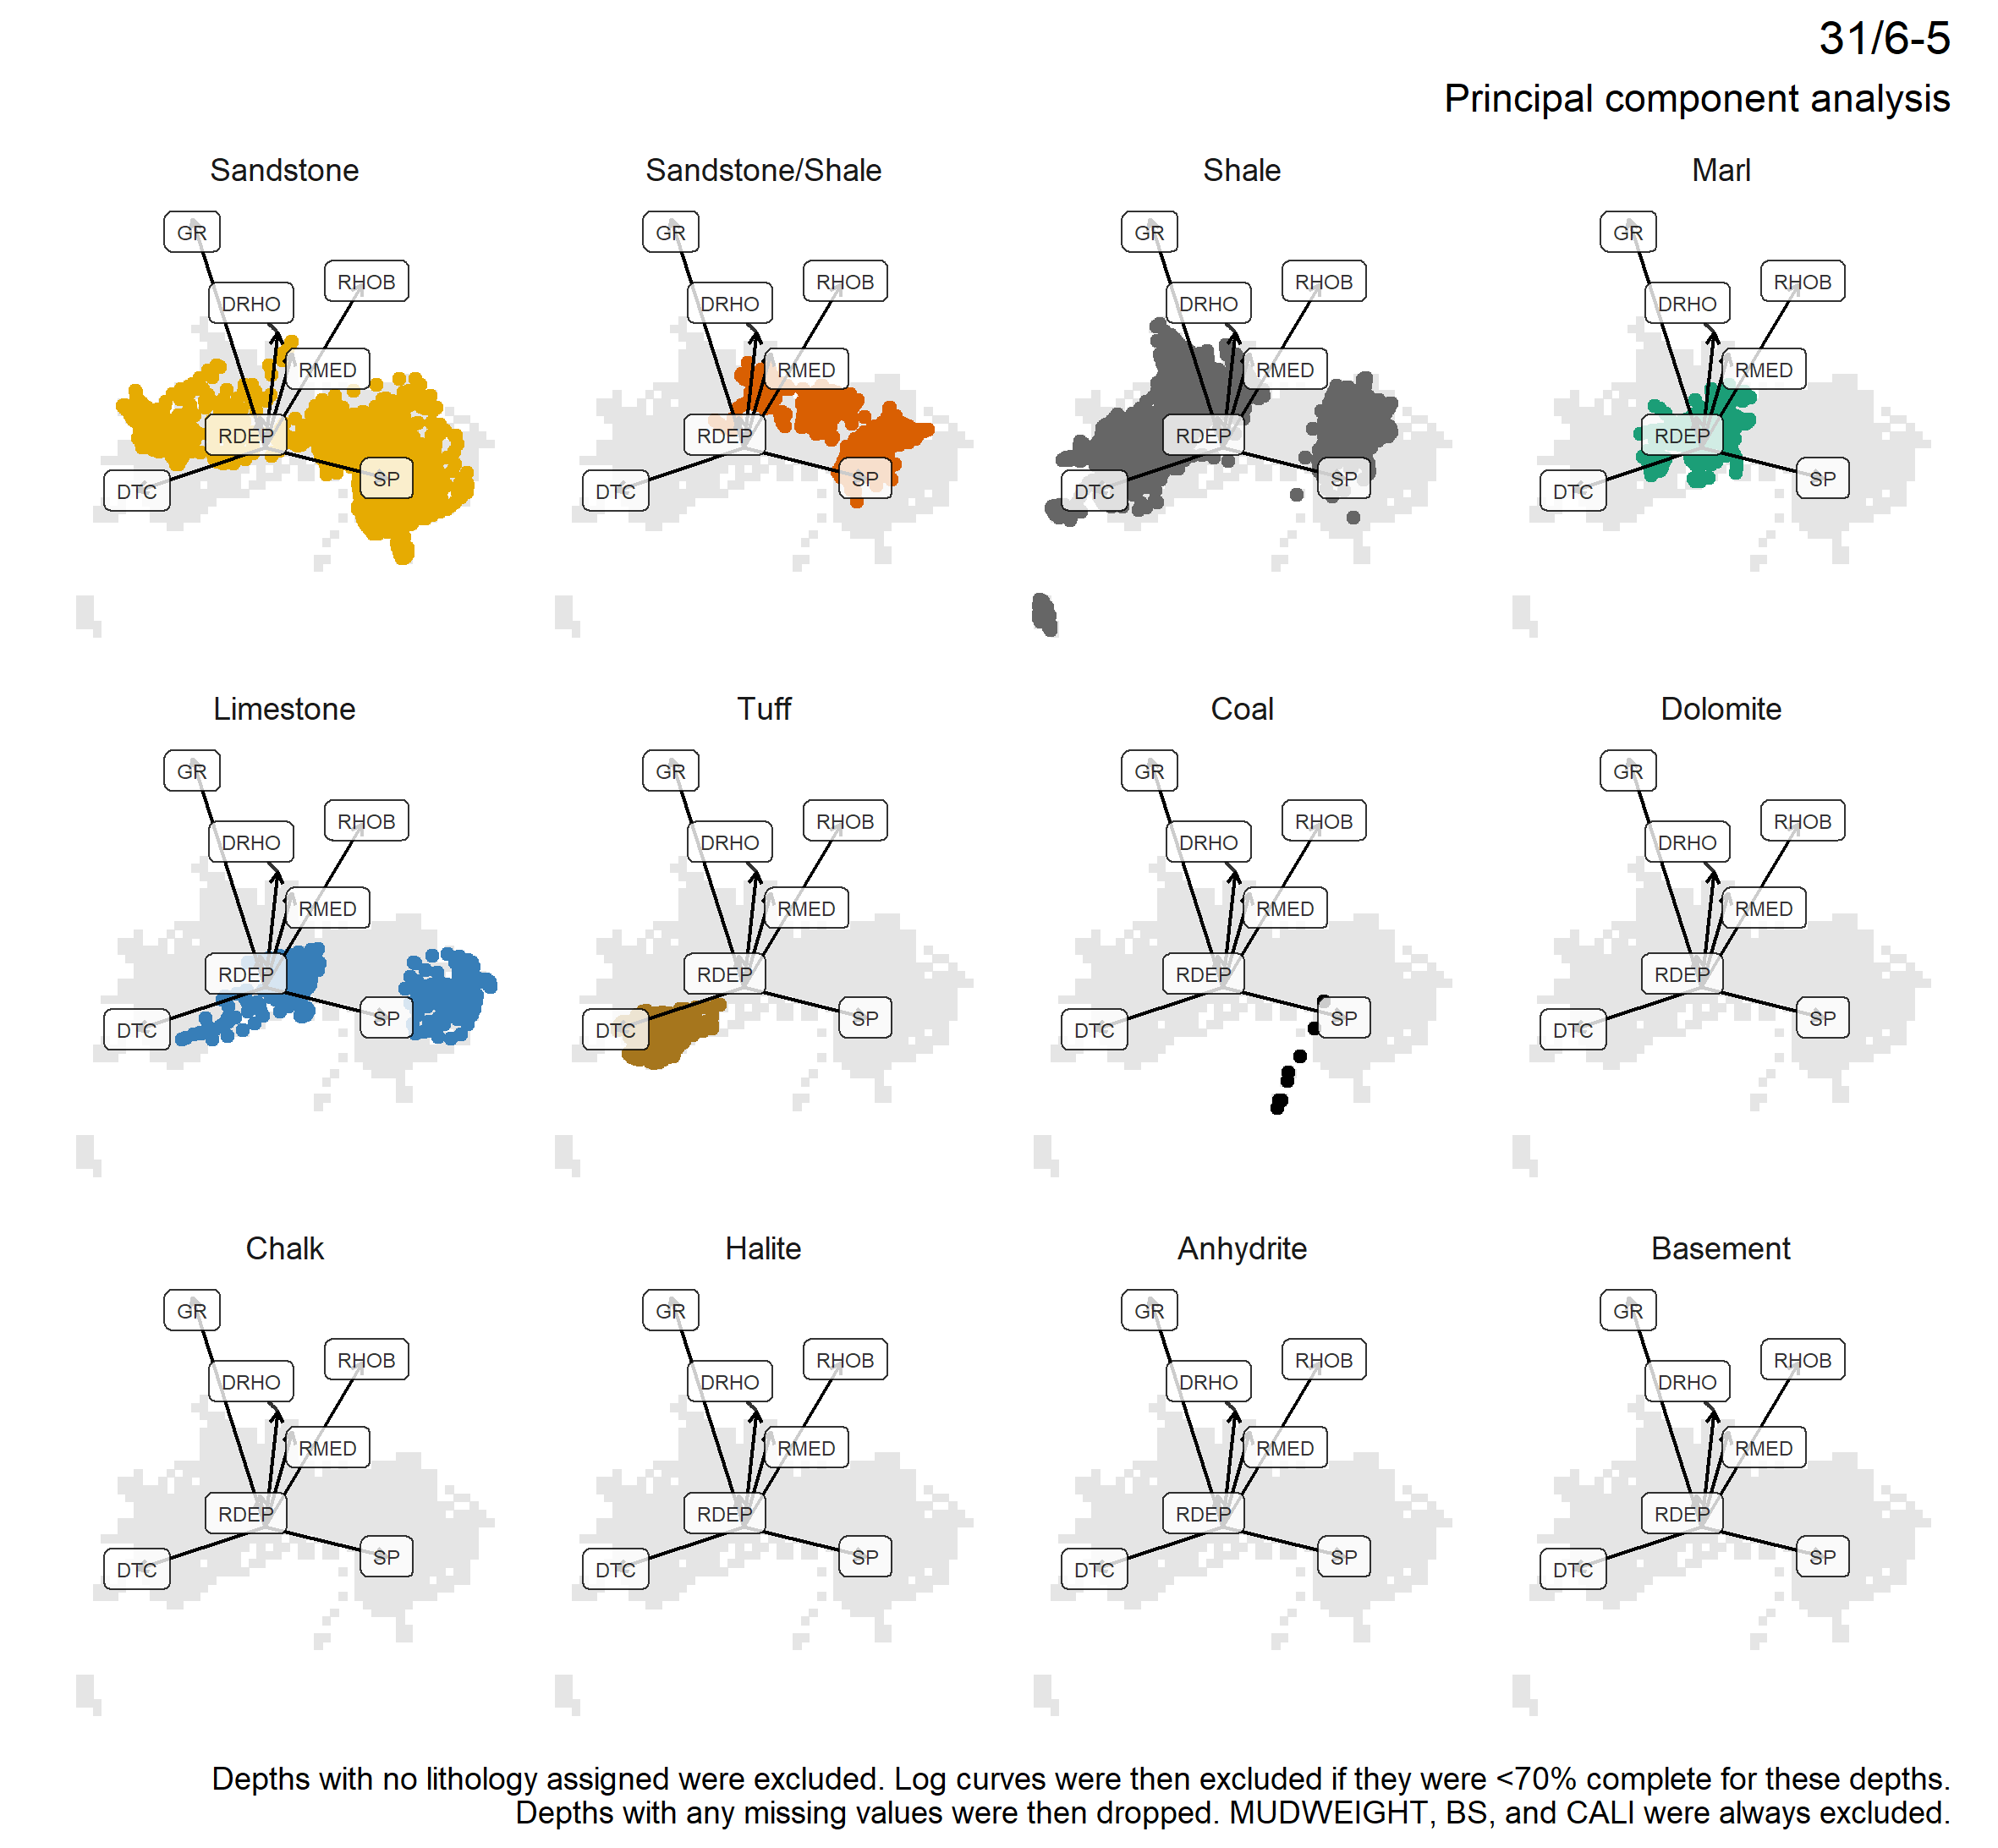 31/6-5
Principal component analysis
Sandstone
Sandstone/Shale
Shale
Marl
GR
DRHO
RHOB
RMED
RDEP
DTC
SP
GR
DRHO
RHOB
RMED
RDEP
DTC
SP
GR
DRHO
RHOB
RMED
RDEP
DTC
SP
GR
DRHO
RHOB
RMED
RDEP
DTC
SP
Limestone
Tuff
Coal
Dolomite
GR
DRHO
RHOB
RMED
RDEP
DTC
SP
GR
DRHO
RHOB
RMED
RDEP
DTC
SP
GR
DRHO
RHOB
RMED
RDEP
DTC
SP
GR
DRHO
RHOB
RMED
RDEP
DTC
SP
Chalk
Halite
Anhydrite
Basement
GR
DRHO
RHOB
RMED
RDEP
DTC
SP
GR
DRHO
RHOB
RMED
RDEP
DTC
SP
GR
DRHO
RHOB
RMED
RDEP
DTC
SP
GR
DRHO
RHOB
RMED
RDEP
DTC
SP
Depths with no lithology assigned were excluded. Log curves were then excluded if they were <70% complete for these depths.
Depths with any missing values were then dropped. MUDWEIGHT, BS, and CALI were always excluded.